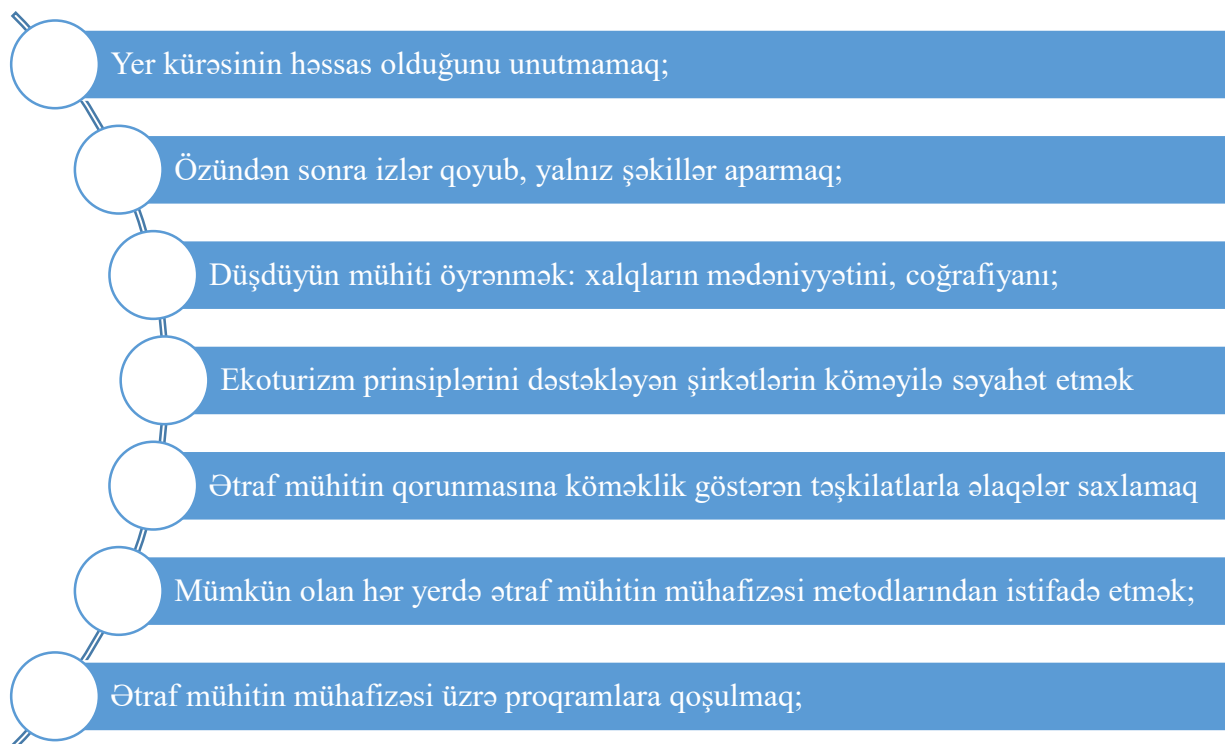 Yer kürəsinin həssas olduğunu unutmamaq;
Özündən sonra izlər qoyub, yalnız şəkillər aparmaq;
Düşdüyün mühiti öyrənmək: xalqların mədəniyyətini, coğrafiyanı;
Ekoturizm prinsiplərini dəstəkləyən şirkətlərin köməyilə səyahət etmək
Ətraf mühitin qorunmasına köməklik göstərən təşkilatlarla əlaqələr saxlamaq
Mümkün olan hər yerdə ətraf mühitin mühafizəsi metodlarından istifadə etmək;
Ətraf mühitin mühafizəsi üzrə proqramlara qoşulmaq;